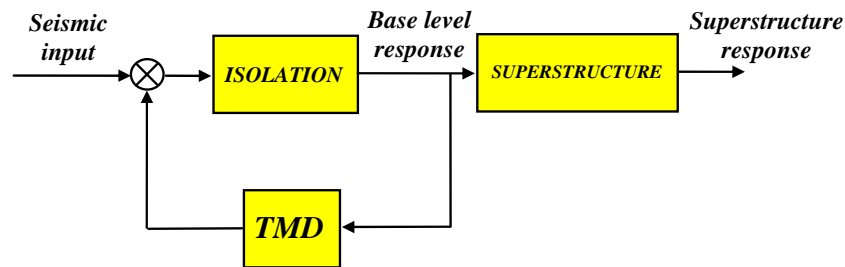 Seismic
input
ISOLATION
Base level
response
SUPERSTRUCTURE
Superstructure
response
TMD